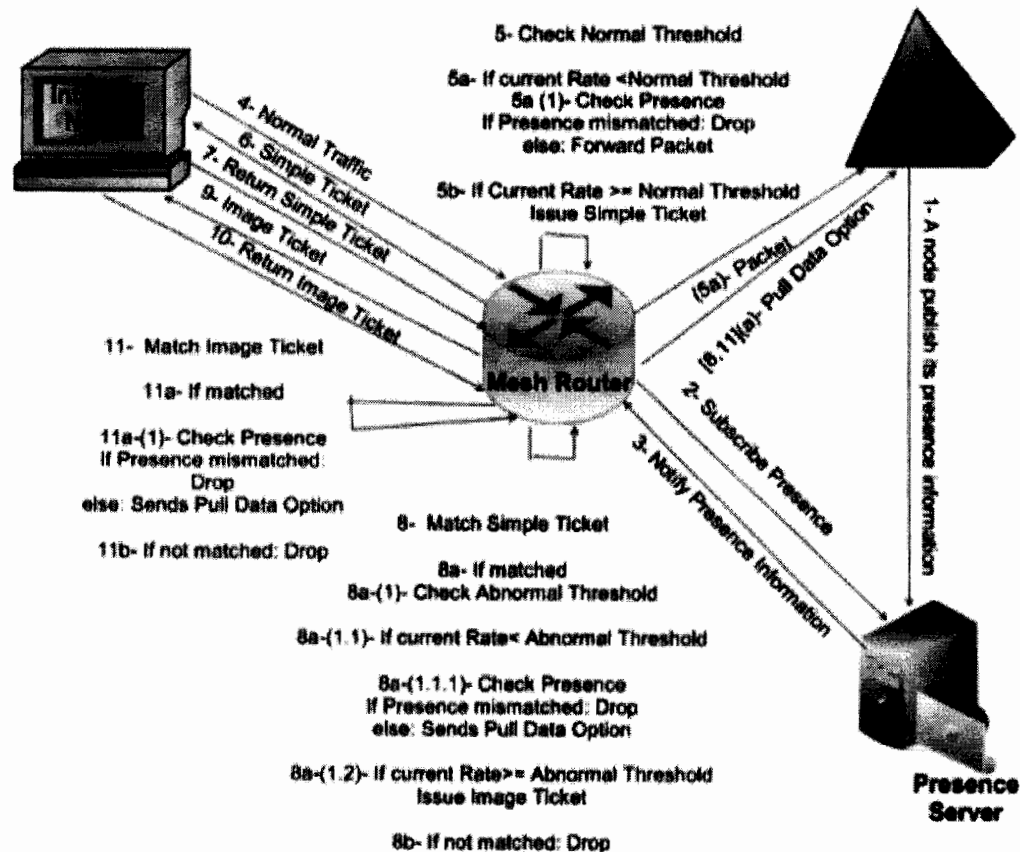 5- Check Normal Threshold
5a- If current Rate <Normal Threshold
5a (1)- Check Presence
If Presence mismatched: Drop
else: Forward Packet
5b- If Current Rate >= Normal Threshold
Issue Simple Ticket
4- Normal Traffic
6- Simple Ticket
7- Return Simple Ticket
9- Image Ticket
10- Return Image Ticket
(5a)- Packet
[8,11](a)- Pull Data Option
1- A node publish its presence information
Mesh Router
2- Subscribe Presence
3- Notify Presence Information
11- Match Image Ticket
11a- If matched
11a-(1)- Check Presence
If Presence mismatched:
Drop
else: Sends Pull Data Option
11b- If not matched: Drop
8- Match Simple Ticket
8a- If matched
8a-(1)- Check Abnormal Threshold
8a-(1.1)- If current Rate< Abnormal Threshold
8a-(1.1.1)- Check Presence
If Presence mismatched: Drop
else: Sends Pull Data Option
8a-(1.2)- If current Rate>= Abnormal Threshold
Issue Image Ticket
8b- If not matched: Drop
Presence
Server